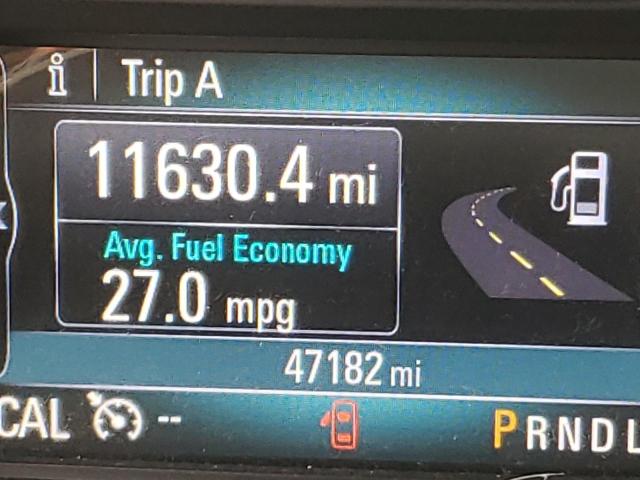 i Trip A
11630.4 mi
Avg. Fuel Economy
27.0 mpg
47182 mi
CAL -- PRNDL